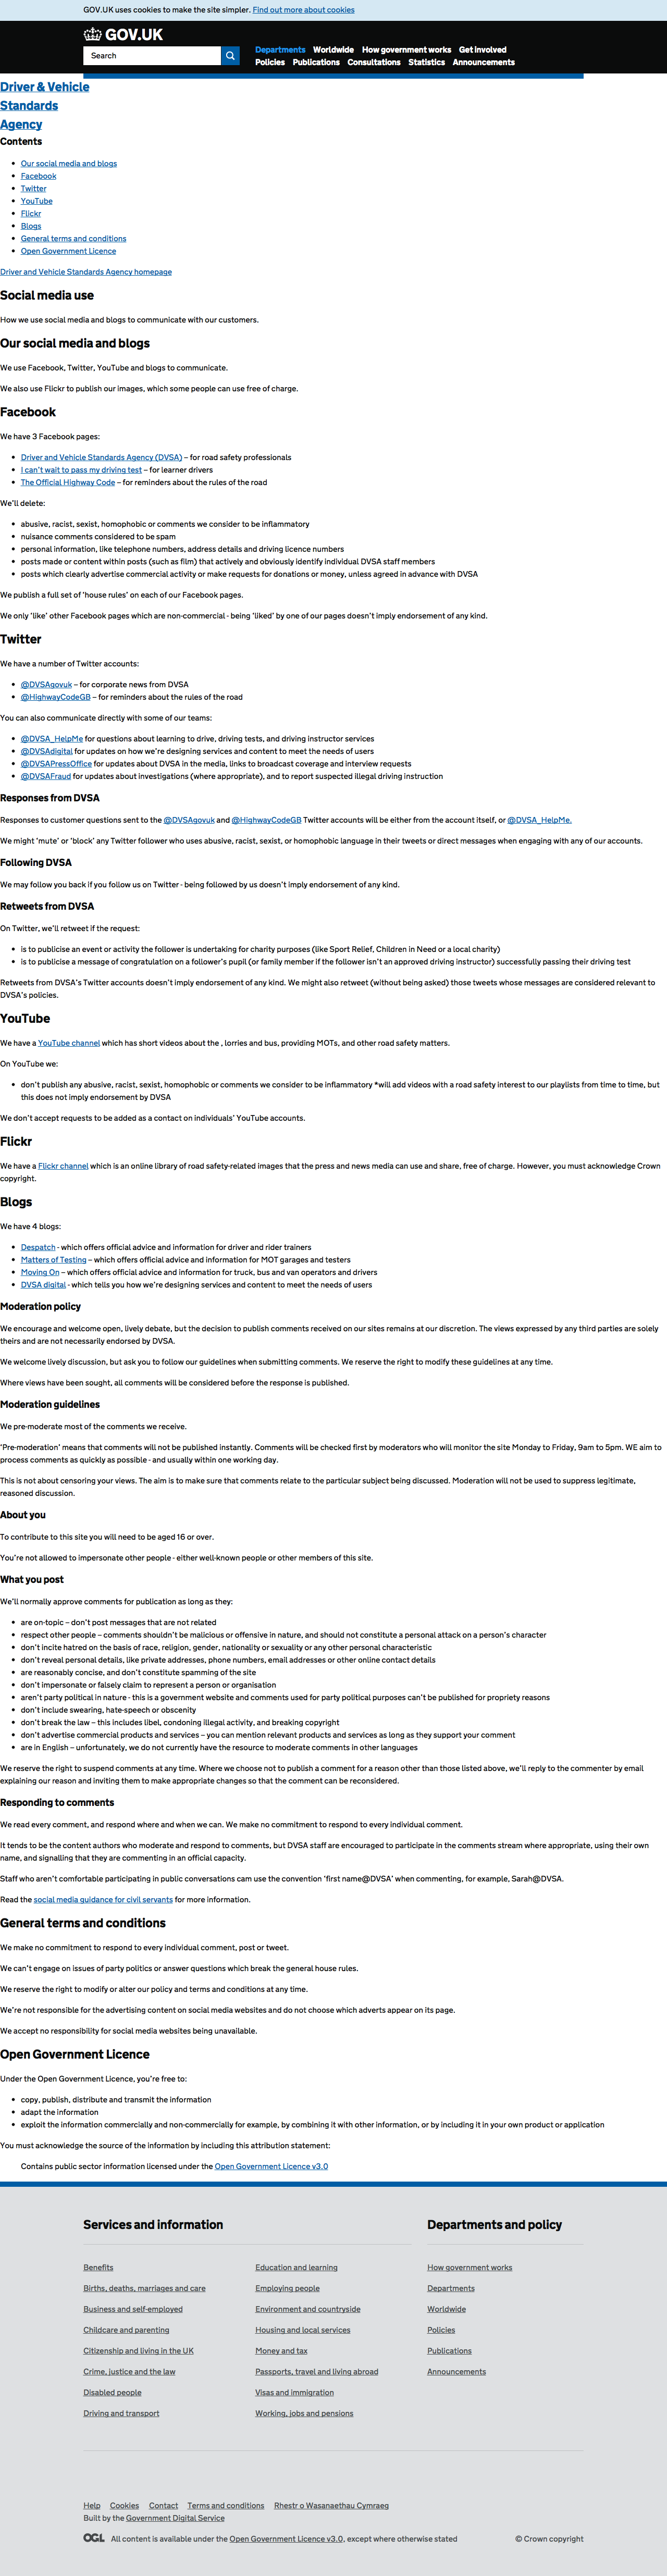 GOV.UK uses cookies to make the site simpler. Find out more about cookies
GOV.UK
Search
Departments Worldwide How government works Get involved
Policies Publications Consultations Statistics Announcements
Driver & Vehicle
Standards
Agency
Contents
Our social media and blogs
Facebook
Twitter
YouTube
Flickr
Blogs
General terms and conditions
Open Government Licence
Driver and Vehicle Standards Agency homepage
Social media use
How we use social media and blogs to communicate with our customers.
Our social media and blogs
We use Facebook, Twitter, YouTube and blogs to communicate.
We also use Flickr to publish our images, which some people can use free of charge.
Facebook
We have 3 Facebook pages:
Driver and Vehicle Standards Agency (DVSA) – for road safety professionals
I can't wait to pass my driving test – for learner drivers
The Official Highway Code – for reminders about the rules of the road
We'll delete:
abusive, racist, sexist, homophobic or comments we consider to be inflammatory
nuisance comments considered to be spam
personal information, like telephone numbers, address details and driving licence numbers
posts made or content within posts (such as film) that actively and obviously identify individual DVSA staff members
posts which clearly advertise commercial activity or make requests for donations or money, unless agreed in advance with DVSA
We publish a full set of 'house rules' on each of our Facebook pages.
We only 'like' other Facebook pages which are non-commercial - being 'liked' by one of our pages doesn't imply endorsement of any kind.
Twitter
We have a number of Twitter accounts:
@DVSAgovuk – for corporate news from DVSA
@HighwayCodeGB – for reminders about the rules of the road
You can also communicate directly with some of our teams:
@DVSA_HelpMe for questions about learning to drive, driving tests, and driving instructor services
@DVSAdigital for updates on how we're designing services and content to meet the needs of users
@DVSAPressOffice for updates about DVSA in the media, links to broadcast coverage and interview requests
@DVSAFraud for updates about investigations (where appropriate), and to report suspected illegal driving instruction
Responses from DVSA
Responses to customer questions sent to the @DVSAgovuk and @HighwayCodeGB Twitter accounts will be either from the account itself, or @DVSA_HelpMe.
We might 'mute' or 'block' any Twitter follower who uses abusive, racist, sexist, or homophobic language in their tweets or direct messages when engaging with any of our accounts.
Following DVSA
We may follow you back if you follow us on Twitter - being followed by us doesn't imply endorsement of any kind.
Retweets from DVSA
On Twitter, we'll retweet if the request:
is to publicise an event or activity the follower is undertaking for charity purposes (like Sport Relief, Children in Need or a local charity)
is to publicise a message of congratulation on a follower's pupil (or family member if the follower isn't an approved driving instructor) successfully passing their driving test
Retweets from DVSA's Twitter accounts doesn't imply endorsement of any kind. We might also retweet (without being asked) those tweets whose messages are considered relevant to
DVSA's policies.
YouTube
We have a YouTube channel which has short videos about the , lorries and bus, providing MOTs, and other road safety matters.
On YouTube we:
don't publish any abusive, racist, sexist, homophobic or comments we consider to be inflammatory *will add videos with a road safety interest to our playlists from time to time, but
this does not imply endorsement by DVSA
We don't accept requests to be added as a contact on individuals' YouTube accounts.
Flickr
We have a Flickr channel which is an online library of road safety-related images that the press and news media can use and share, free of charge. However, you must acknowledge Crown
copyright.
Blogs
We have 4 blogs:
Despatch - which offers official advice and information for driver and rider trainers
Matters of Testing – which offers official advice and information for MOT garages and testers
Moving On – which offers official advice and information for truck, bus and van operators and drivers
DVSA digital - which tells you how we're designing services and content to meet the needs of users
Moderation policy
We encourage and welcome open, lively debate, but the decision to publish comments received on our sites remains at our discretion. The views expressed by any third parties are solely
theirs and are not necessarily endorsed by DVSA.
We welcome lively discussion, but ask you to follow our guidelines when submitting comments. We reserve the right to modify these guidelines at any time.
Where views have been sought, all comments will be considered before the response is published.
Moderation guidelines
We pre-moderate most of the comments we receive.
'Pre-moderation' means that comments will not be published instantly. Comments will be checked first by moderators who will monitor the site Monday to Friday, 9am to 5pm. WE aim to
process comments as quickly as possible - and usually within one working day.
This is not about censoring your views. The aim is to make sure that comments relate to the particular subject being discussed. Moderation will not be used to suppress legitimate,
reasoned discussion.
About you
To contribute to this site you will need to be aged 16 or over.
You're not allowed to impersonate other people - either well-known people or other members of this site.
What you post
We'll normally approve comments for publication as long as they:
are on-topic – don't post messages that are not related
respect other people – comments shouldn't be malicious or offensive in nature, and should not constitute a personal attack on a person's character
don't incite hatred on the basis of race, religion, gender, nationality or sexuality or any other personal characteristic
don't reveal personal details, like private addresses, phone numbers, email addresses or other online contact details
are reasonably concise, and don't constitute spamming of the site
don't impersonate or falsely claim to represent a person or organisation
aren't party political in nature - this is a government website and comments used for party political purposes can't be published for propriety reasons
don't include swearing, hate-speech or obscenity
don't break the law – this includes libel, condoning illegal activity, and breaking copyright
don't advertise commercial products and services – you can mention relevant products and services as long as they support your comment
are in English – unfortunately, we do not currently have the resource to moderate comments in other languages
We reserve the right to suspend comments at any time. Where we choose not to publish a comment for a reason other than those listed above, we'll reply to the commenter by email
explaining our reason and inviting them to make appropriate changes so that the comment can be reconsidered.
Responding to comments
We read every comment, and respond where and when we can. We make no commitment to respond to every individual comment.
It tends to be the content authors who moderate and respond to comments, but DVSA staff are encouraged to participate in the comments stream where appropriate, using their own
name, and signalling that they are commenting in an official capacity.
Staff who aren't comfortable participating in public conversations cam use the convention 'first name@DVSA' when commenting, for example, Sarah@DVSA.
Read the social media guidance for civil servants for more information.
General terms and conditions
We make no commitment to respond to every individual comment, post or tweet.
We can't engage on issues of party politics or answer questions which break the general house rules.
We reserve the right to modify or alter our policy and terms and conditions at any time.
We're not responsible for the advertising content on social media websites and do not choose which adverts appear on its page.
We accept no responsibility for social media websites being unavailable.
Open Government Licence
Under the Open Government Licence, you're free to:
copy, publish, distribute and transmit the information
adapt the information
exploit the information commercially and non-commercially for example, by combining it with other information, or by including it in your own product or application
You must acknowledge the source of the information by including this attribution statement:
Contains public sector information licensed under the Open Government Licence v3.0
Services and information
Benefits
Births, deaths, marriages and care
Business and self-employed
Childcare and parenting
Citizenship and living in the UK
Crime, justice and the law
Disabled people
Driving and transport
Education and learning
Employing people
Environment and countryside
Housing and local services
Money and tax
Passports, travel and living abroad
Visas and immigration
Working, jobs and pensions
Departments and policy
How government works
Departments
Worldwide
Policies
Publications
Announcements
Help Cookies Contact Terms and conditions Rhestr o Wasanaethau Cymraeg
Built by the Government Digital Service
OGL All content is available under the Open Government Licence v3.0, except where otherwise stated
© Crown copyright